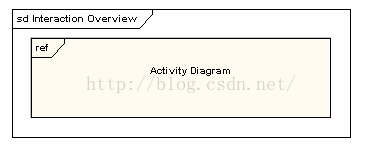 sd Interaction Overview
ref
Activity Diagram
http://blog.csdn.net/